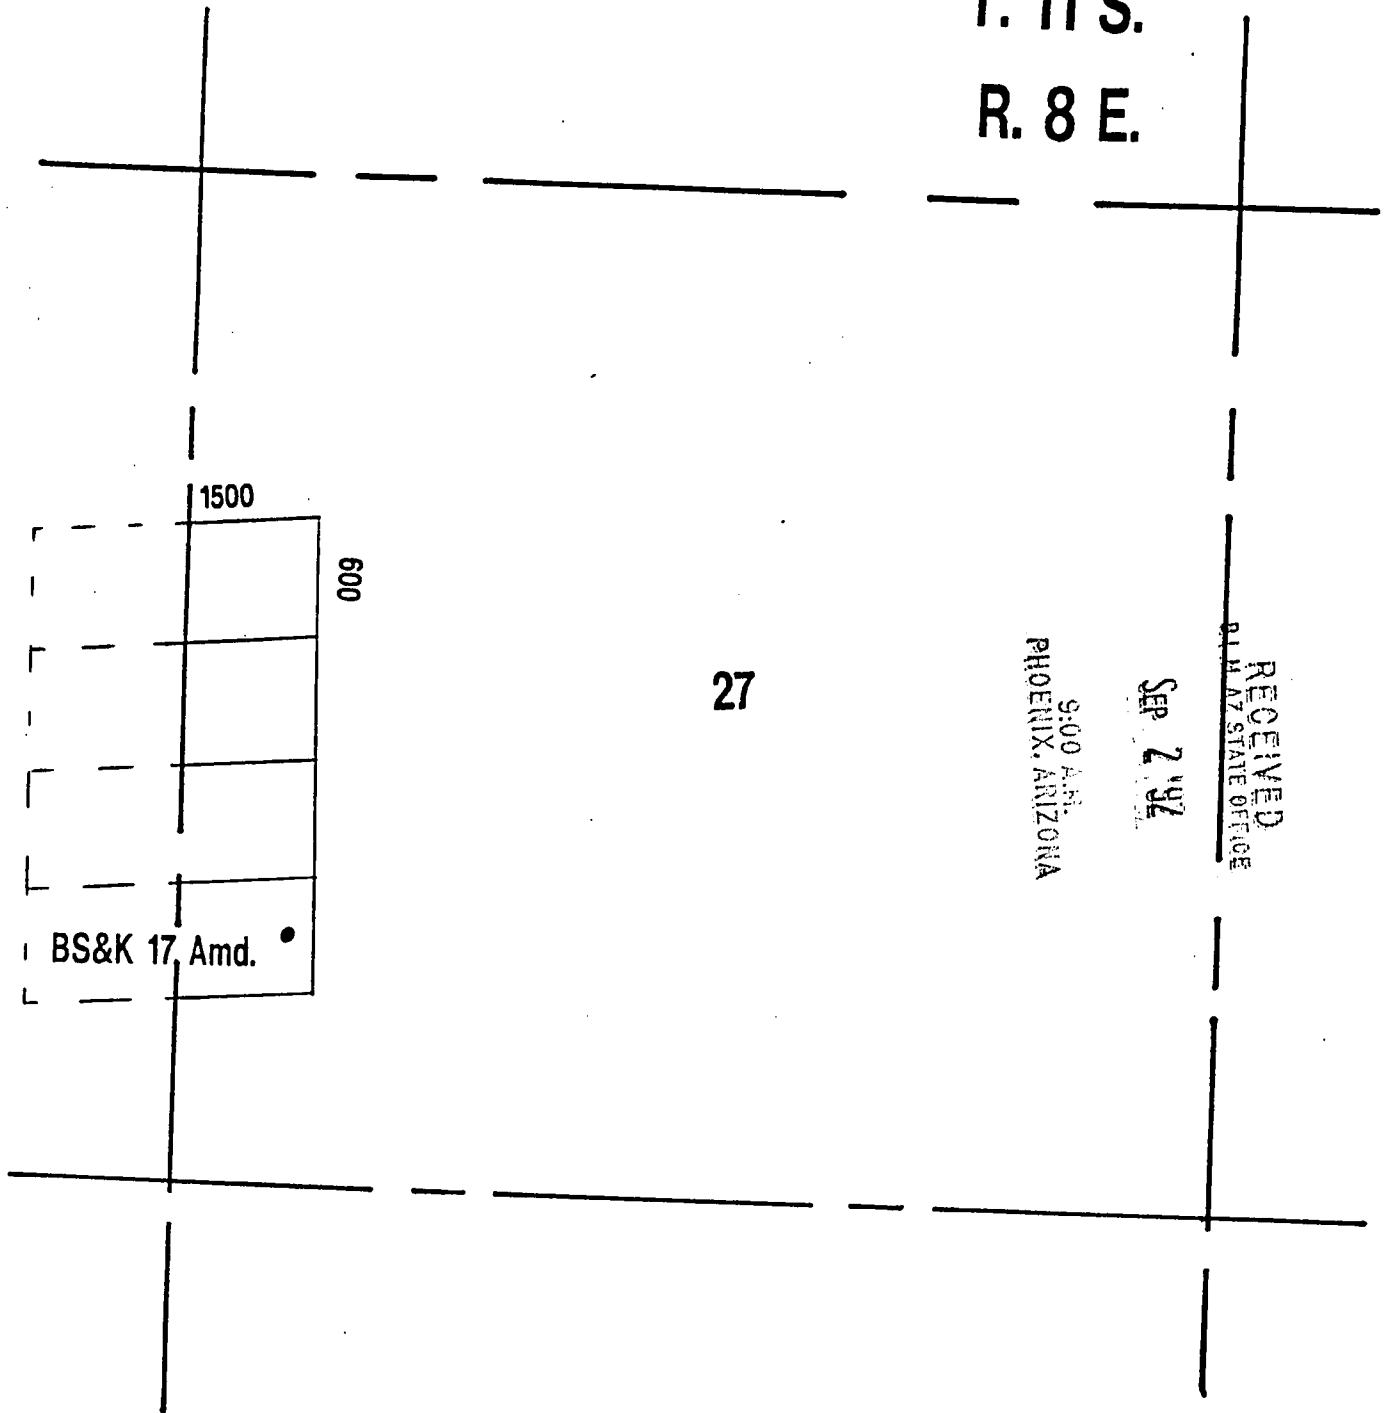 T. 11 S.
R. 8 E.
1500
600
27
RECEIVED
B.L.M. AZ STATE OFFICE
SEP 2 '92
9:00 A.M.
PHOENIX, ARIZONA
BS&K 17 Amd.